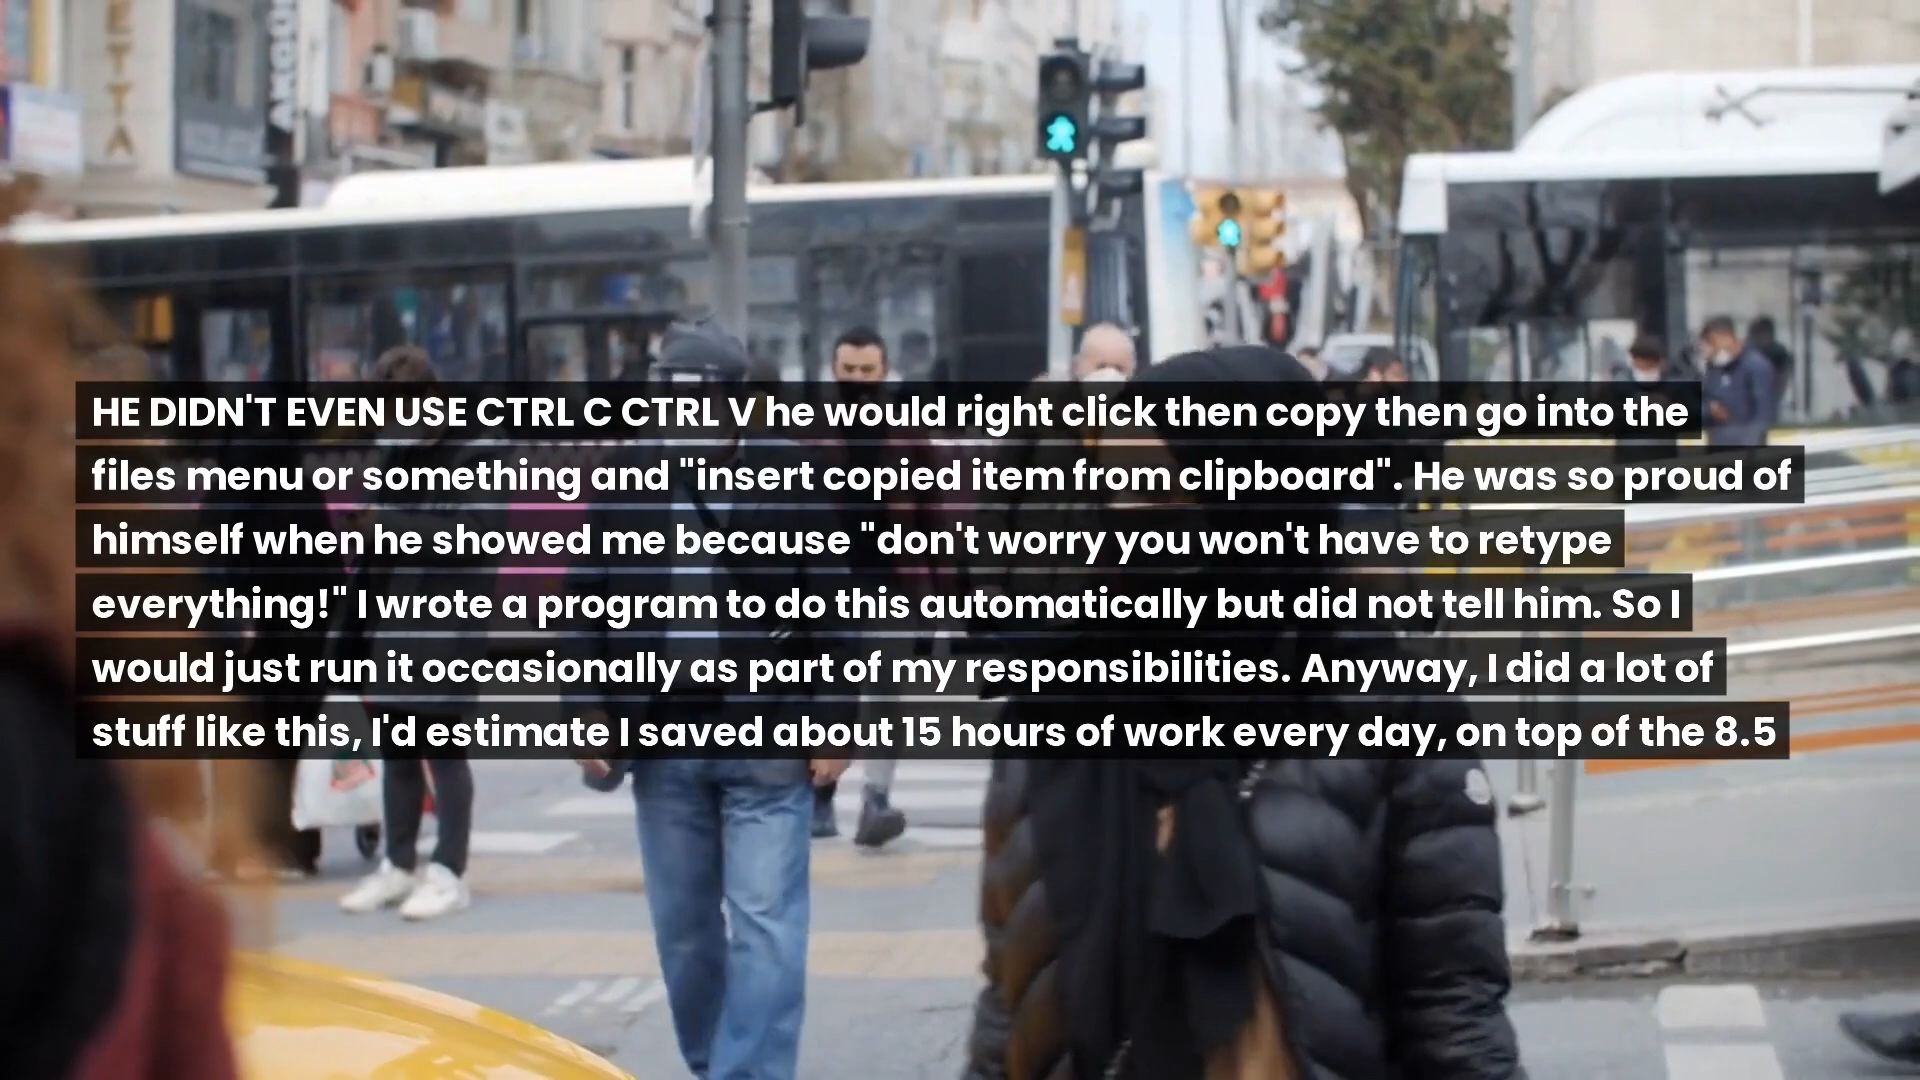 ETTA
HE DIDN'T EVEN USE CTRL C CTRL V he would right click then copy then go into the
files menu or something and "insert copied item from clipboard". He was so proud of
himself when he showed me because "don't worry you won't have to retype
everything!" I wrote a program to do this automatically but did not tell him. So I
would just run it occasionally as part of my responsibilities. Anyway, I did a lot of
stuff like this, I'd estimate I saved about 15 hours of work every day, on top of the 8.5